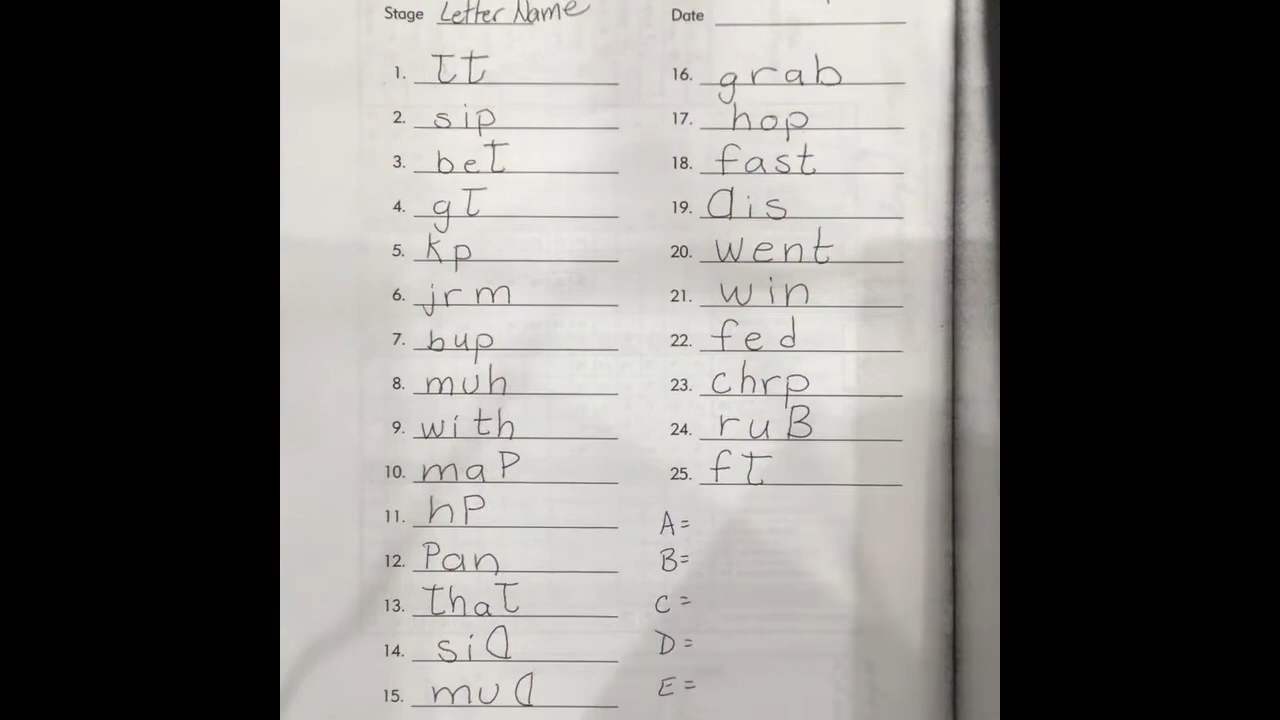 Stage Letter Name
1. Tt
2. sip
3. beT
4. gT
5. Kp
6. jrm
7. bup
8. muh
9. with
10. maP
11. hP
12. Pan
13. thaT
14. sid
15. mud
Date
16. grab
17. hop
18. fast
19. dis
20. went
21. win
22. fed
23. chrp
24. ruB
25. fT
A=
B=
C=
D=
E=